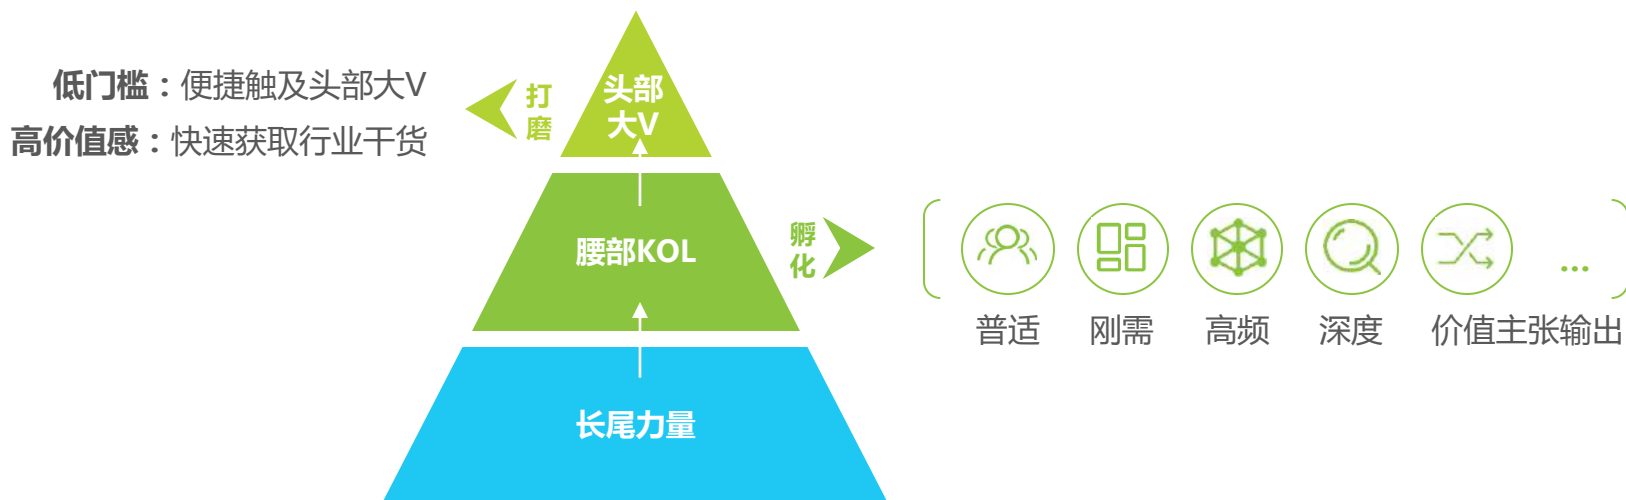 低门槛：便捷触及头部大V
高价值感：快速获取行业干货
打
磨
头部
大V
腰部KOL
孵
化
...
普适
刚需
高频
深度
价值主张输出
长尾力量